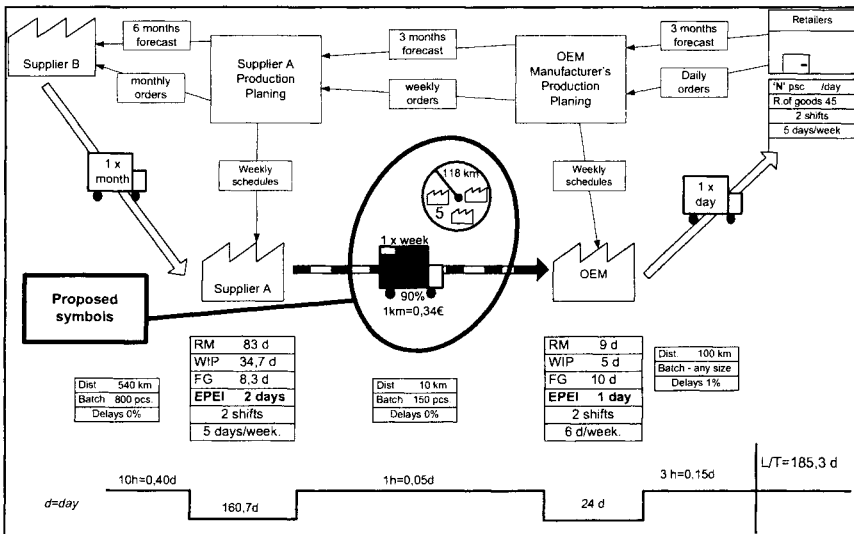 6 months
forecast
Supplier B
monthly
orders
Supplier A
Production
Planing
3 months
forecast
weekly
orders
OEM
Manufacturer's
Production
Planing
3 months
forecast
Daily
orders
Retailers
'N' psc /day
R.of goods 45
2 shifts
5 days/week
1 x
month
Weekly
schedules
118 km
5
Weekly
schedules
1 x
day
Supplier A
1 x week
90%
1km=0,34€
OEM
Proposed
symbols
Dist 540 km
Batch 800 pcs.
Delays 0%
RM 83 d
WIP 34,7 d
FG 8,3 d
EPEI 2 days
2 shifts
5 days/week.
Dist 10 km
Batch 150 pcs.
Delays 0%
RM 9 d
WIP 5 d
FG 10 d
EPEI 1 day
2 shifts
6 d/week.
Dist. 100 km
Batch - any size
Delays 1%
d=day
10h=0,40d
160,7d
1h=0,05d
24 d
3 h=0,15d
L/T=185,3 d